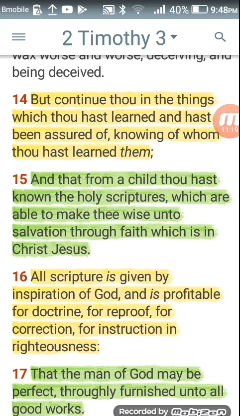 Bmobile 40% 9:48PM
2 Timothy 3
wax worse and worse, deceiving, and
being deceived.
14 But continue thou in the things
which thou hast learned and hast
been assured of, knowing of whom
thou hast learned them;
11:19
15 And that from a child thou hast
known the holy scriptures, which are
able to make thee wise unto
salvation through faith which is in
Christ Jesus.
16 All scripture is given by
inspiration of God, and is profitable
for doctrine, for reproof, for
correction, for instruction in
righteousness:
17 That the man of God may be
perfect, throughly furnished unto all
good works.
Recorded by Mobizen